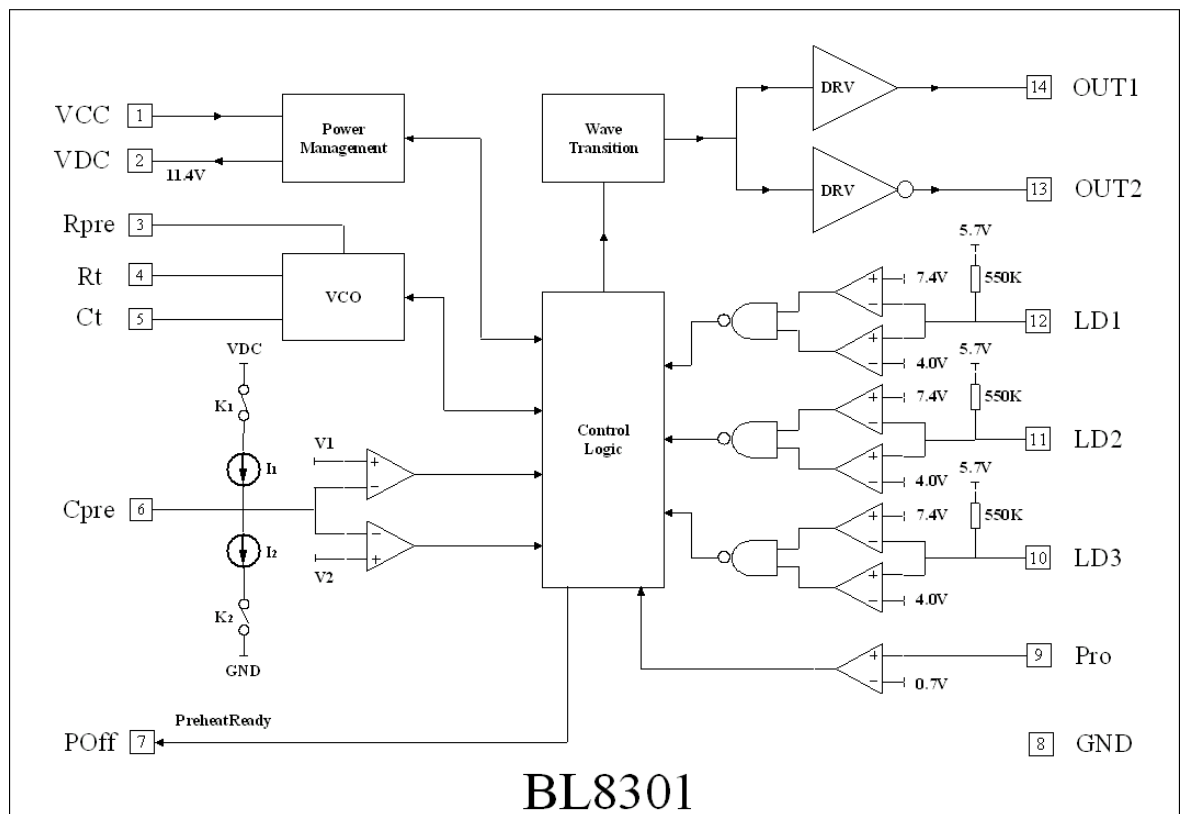 VCC 1
VDC 2
11.4V
Power
Management
Rpre 3
Rt 4
Ct 5
VCO
VDC
K1
I1
Cpre 6
I2
K2
GND
V1
+
−
−
+
V2
POff 7
PreheatReady
Wave
Transition
Control
Logic
DRV
14 OUT1
DRV
13 OUT2
5.7V
550K
7.4V
+
−
12 LD1
+
−
4.0V
5.7V
550K
7.4V
+
−
11 LD2
+
−
4.0V
5.7V
550K
7.4V
+
−
10 LD3
+
−
4.0V
+
9 Pro
−
0.7V
8 GND
BL8301